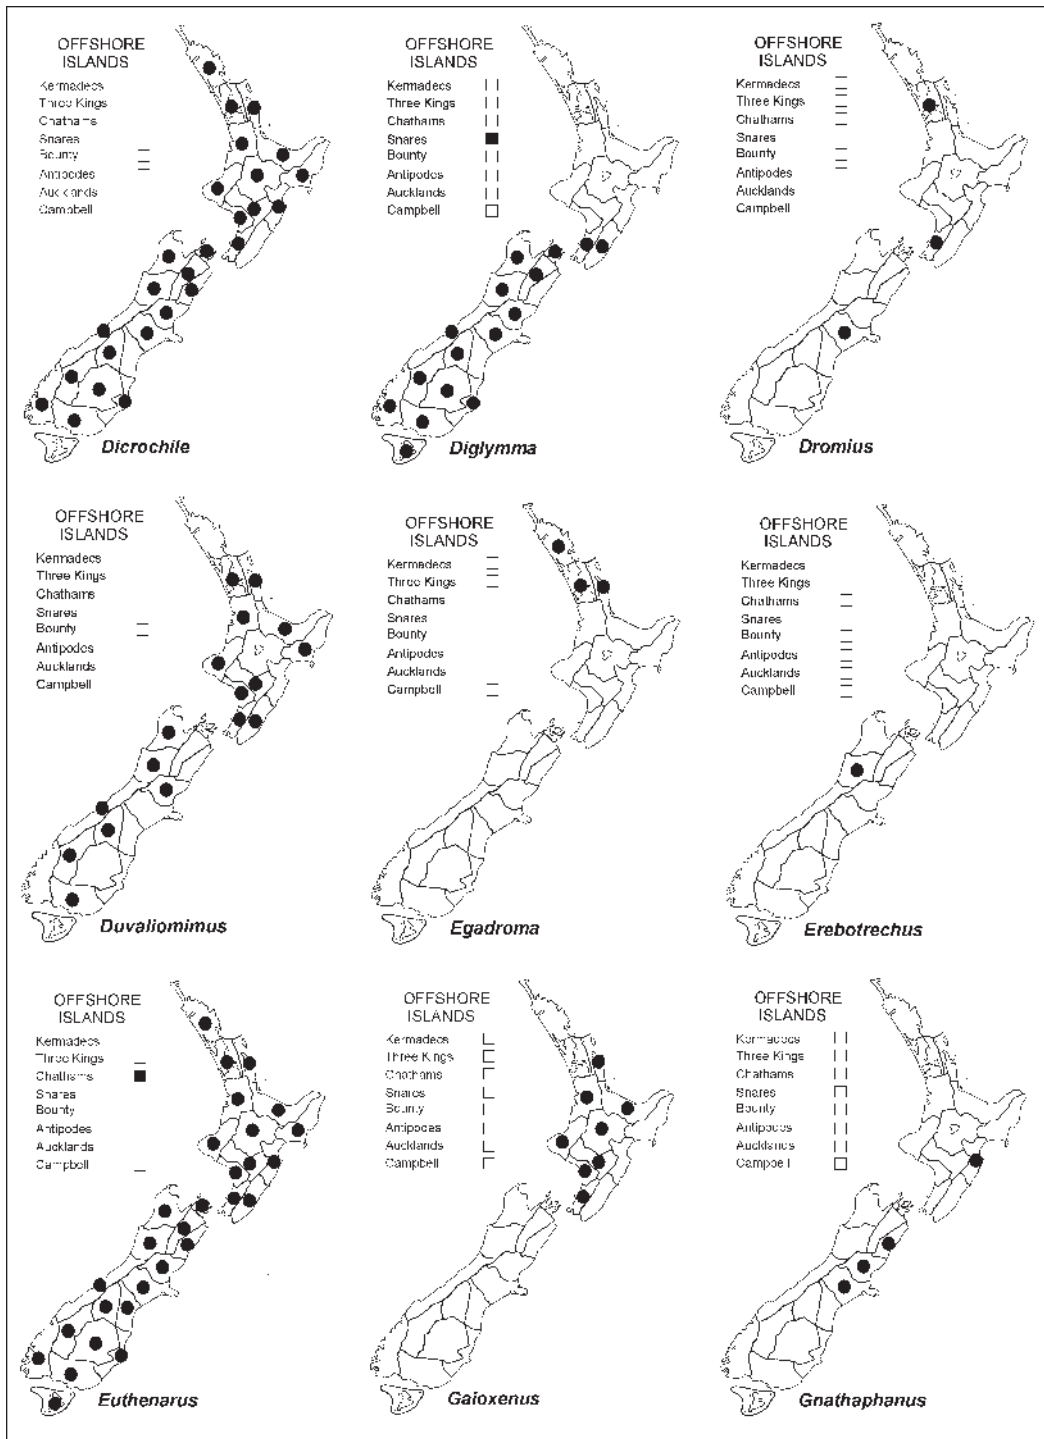 OFFSHORE
ISLANDS
Kermadecs
Three Kings
Chathams
Snares
Bounty
Antipodes
Aucklands
Campbell
Dicrochile
OFFSHORE
ISLANDS
Kermadecs
Three Kings
Chathams
Snares
Bounty
Antipodes
Aucklands
Campbell
Diglymma
OFFSHORE
ISLANDS
Kermadecs
Three Kings
Chathams
Snares
Bounty
Antipodes
Aucklands
Campbell
Dromius
OFFSHORE
ISLANDS
Kermadecs
Three Kings
Chathams
Snares
Bounty
Antipodes
Aucklands
Campbell
Duvaliomimus
OFFSHORE
ISLANDS
Kermadecs
Three Kings
Chathams
Snares
Bounty
Antipodes
Aucklands
Campbell
Egadroma
OFFSHORE
ISLANDS
Kermadecs
Three Kings
Chathams
Snares
Bounty
Antipodes
Aucklands
Campbell
Erebotrechus
OFFSHORE
ISLANDS
Kermadecs
Three Kings
Chathams
Snares
Bounty
Antipodes
Aucklands
Campbell
Euthenarus
OFFSHORE
ISLANDS
Kermadecs
Three Kings
Chathams
Snares
Bounty
Antipodes
Aucklands
Campbell
Gaioxenus
OFFSHORE
ISLANDS
Kermadecs
Three Kings
Chathams
Snares
Bounty
Antipodes
Aucklands
Campbell
Gnathaphanus